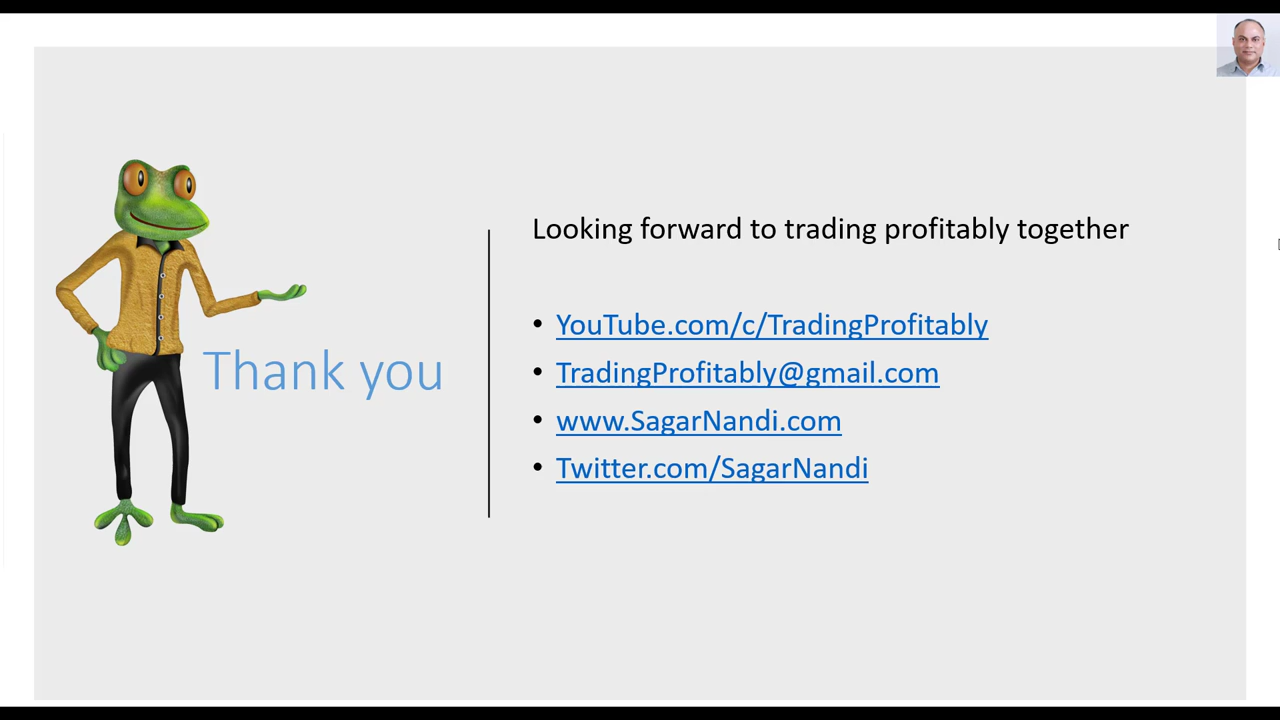 Thank you
Looking forward to trading profitably together
• YouTube.com/c/TradingProfitably
• TradingProfitably@gmail.com
• www.SagarNandi.com
• Twitter.com/SagarNandi